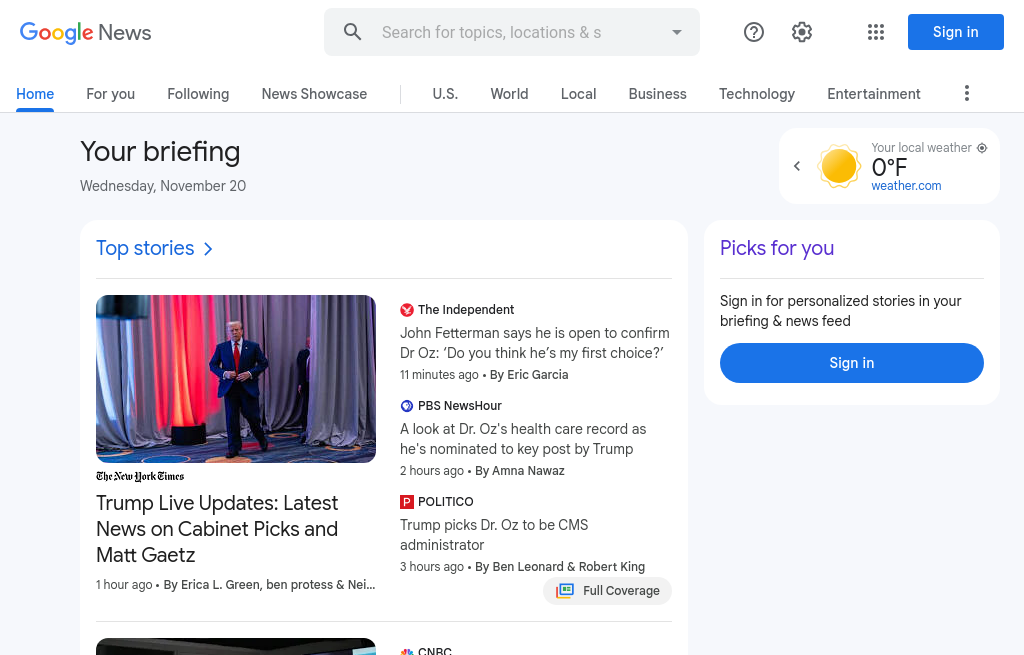 Google News
Search for topics, locations & s
Sign in
Home
For you
Following
News Showcase
U.S.
World
Local
Business
Technology
Entertainment
Your briefing
Wednesday, November 20
Your local weather
0°F
weather.com
Top stories
The New York Times
Trump Live Updates: Latest
News on Cabinet Picks and
Matt Gaetz
1 hour ago • By Erica L. Green, ben protess & Nei...
The Independent
John Fetterman says he is open to confirm
Dr Oz: ‘Do you think he’s my first choice?’
11 minutes ago • By Eric Garcia
PBS NewsHour
A look at Dr. Oz's health care record as
he's nominated to key post by Trump
2 hours ago • By Amna Nawaz
P POLITICO
Trump picks Dr. Oz to be CMS
administrator
3 hours ago • By Ben Leonard & Robert King
Full Coverage
CNBC
Picks for you
Sign in for personalized stories in your
briefing & news feed
Sign in